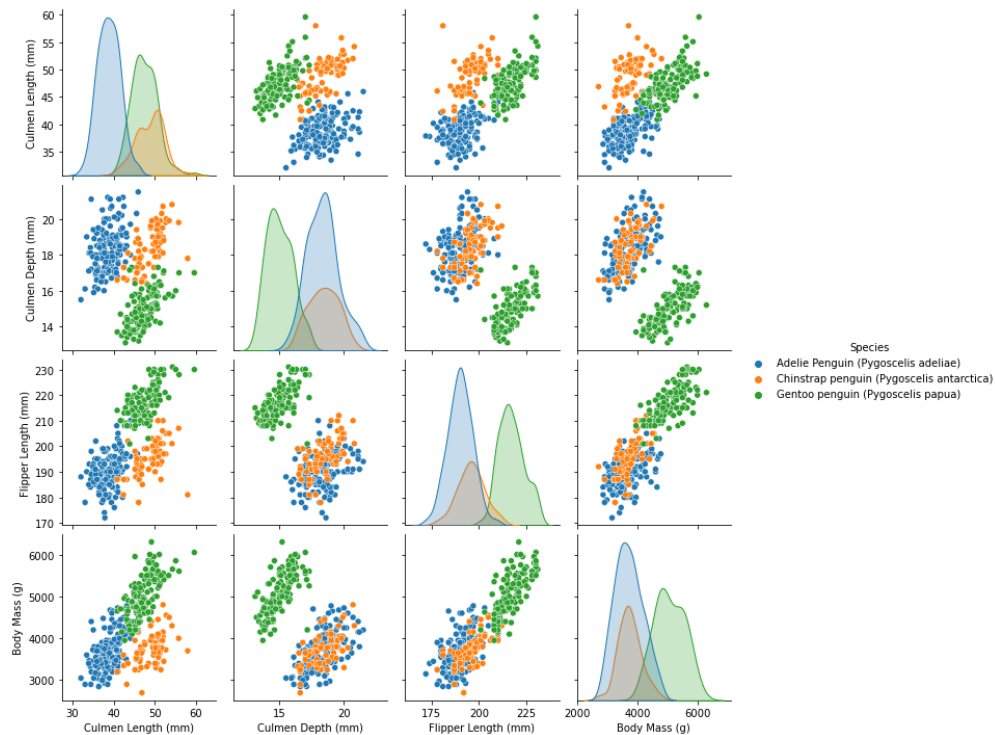 60
55
50
45
40
35
Culmen Length (mm)
20
18
16
14
Culmen Depth (mm)
Species
Adelie Penguin (Pygoscelis adeliae)
Chinstrap penguin (Pygoscelis antarctica)
Gentoo penguin (Pygoscelis papua)
230
220
210
200
190
180
170
Flipper Length (mm)
6000
5000
4000
3000
Body Mass (g)
30 40 50 60
Culmen Length (mm)
15 20
Culmen Depth (mm)
175 200 225
Flipper Length (mm)
2000 4000 6000
Body Mass (g)